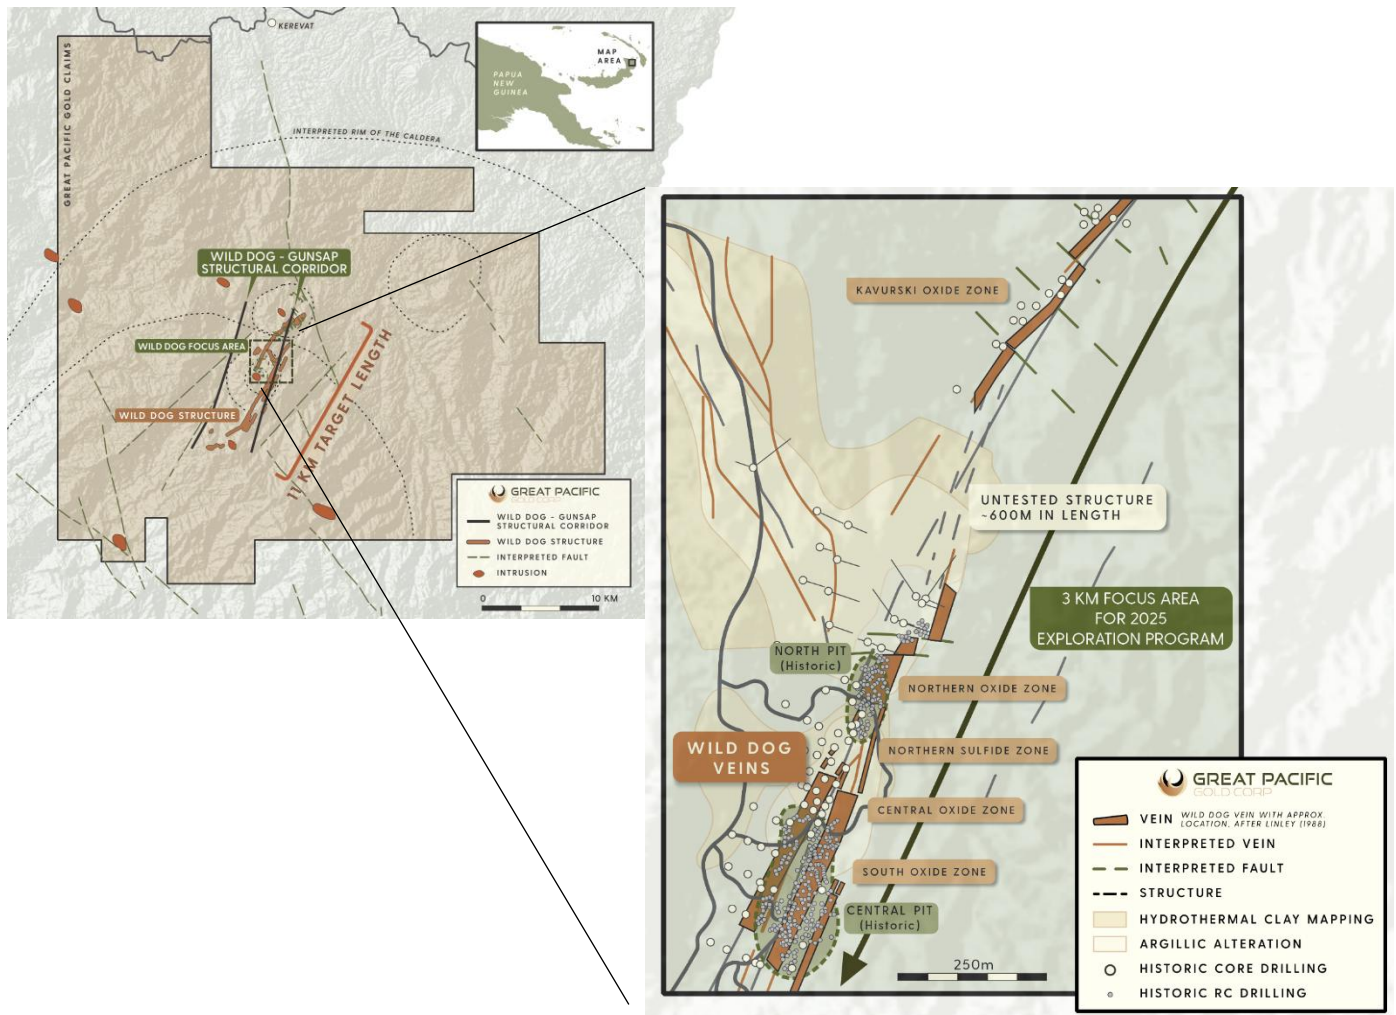 KEREVAT
GREAT PACIFIC GOLD CLAIMS
MAP
AREA
PAPUA
NEW
GUINEA
INTERPRETED RIM OF THE CALDERA
WILD DOG - GUNSAP
STRUCTURAL CORRIDOR
WILD DOG FOCUS AREA
WILD DOG STRUCTURE
11 KM TARGET LENGTH
GREAT PACIFIC
GOLD CORP
WILD DOG - GUNSAP
STRUCTURAL CORRIDOR
WILD DOG STRUCTURE
INTERPRETED FAULT
INTRUSION
0 10 KM
KAVURSKI OXIDE ZONE
UNTESTED STRUCTURE
~600M IN LENGTH
3 KM FOCUS AREA
FOR 2025
EXPLORATION PROGRAM
NORTH PIT
(Historic)
NORTHERN OXIDE ZONE
WILD DOG
VEINS
NORTHERN SULFIDE ZONE
CENTRAL OXIDE ZONE
SOUTH OXIDE ZONE
CENTRAL PIT
(Historic)
250m
GREAT PACIFIC
GOLD CORP
VEIN WILD DOG VEIN WITH APPROX.
LOCATION, AFTER LINLEY (1988)
INTERPRETED VEIN
INTERPRETED FAULT
STRUCTURE
HYDROTHERMAL CLAY MAPPING
ARGILLIC ALTERATION
HISTORIC CORE DRILLING
HISTORIC RC DRILLING